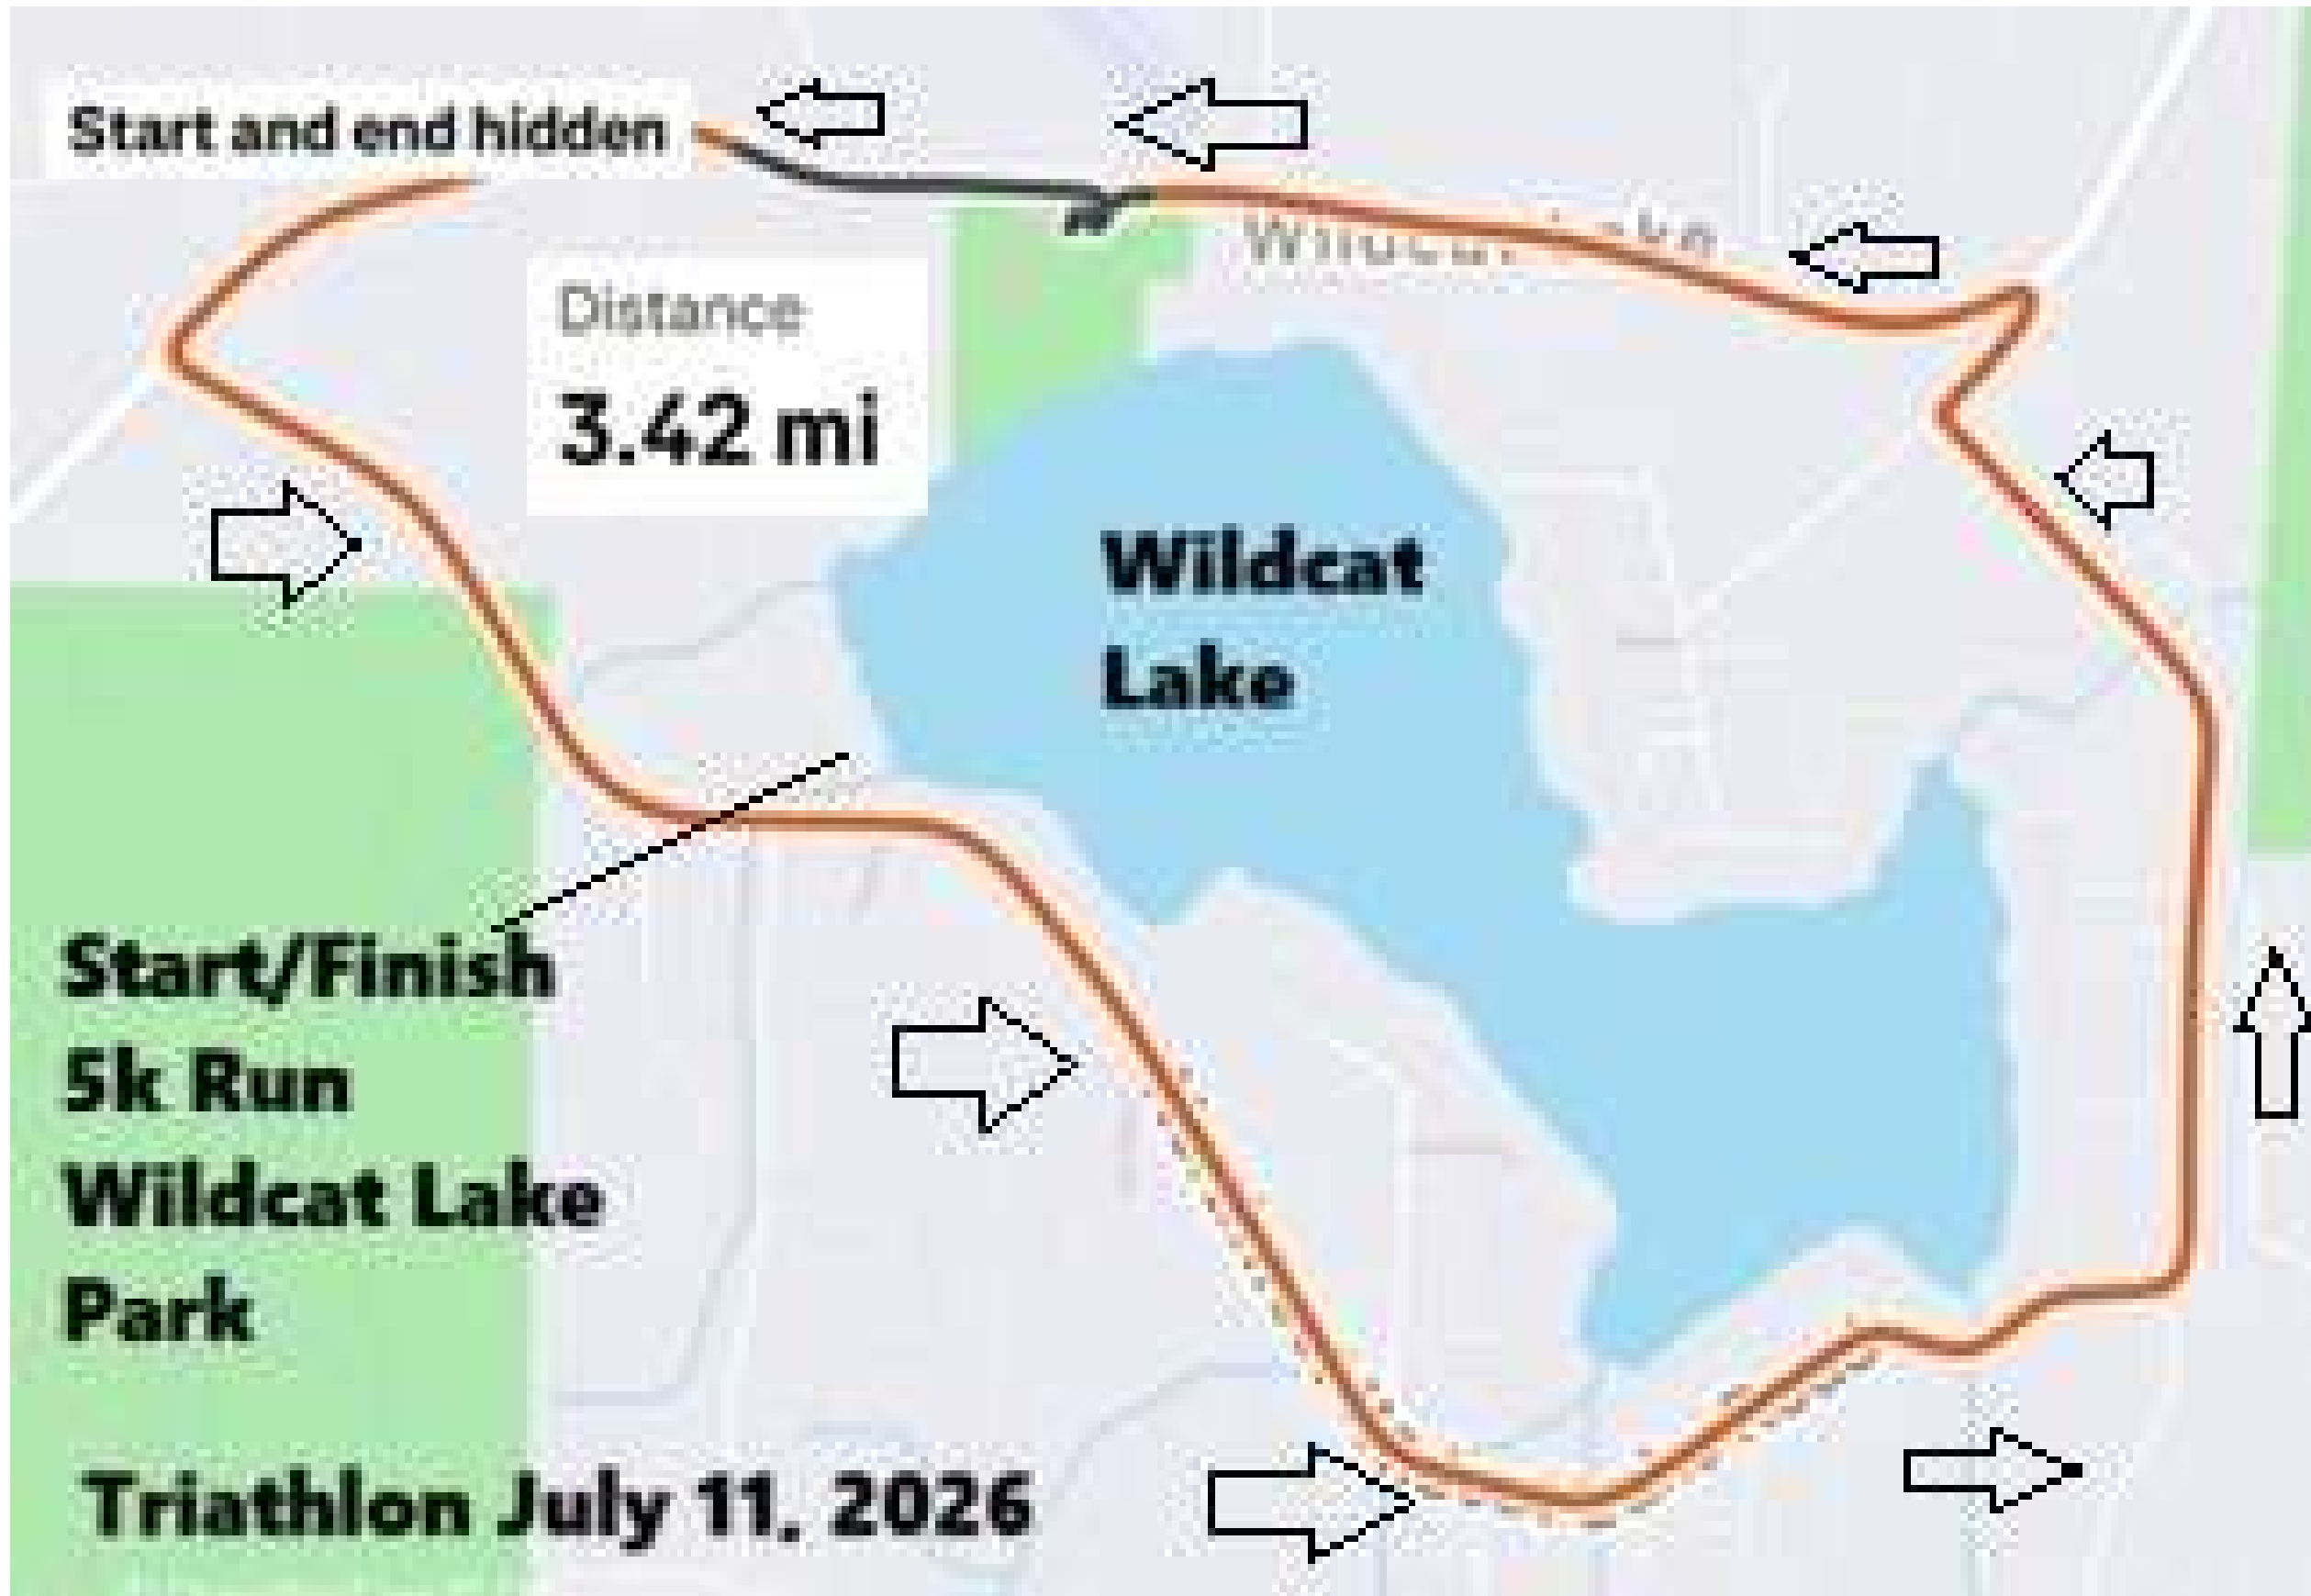 Start and end hidden
Distance
3.42 mi
Wildcat
Lake
Start/Finish
5k Run
Wildcat Lake
Park
Triathlon July 11, 2026